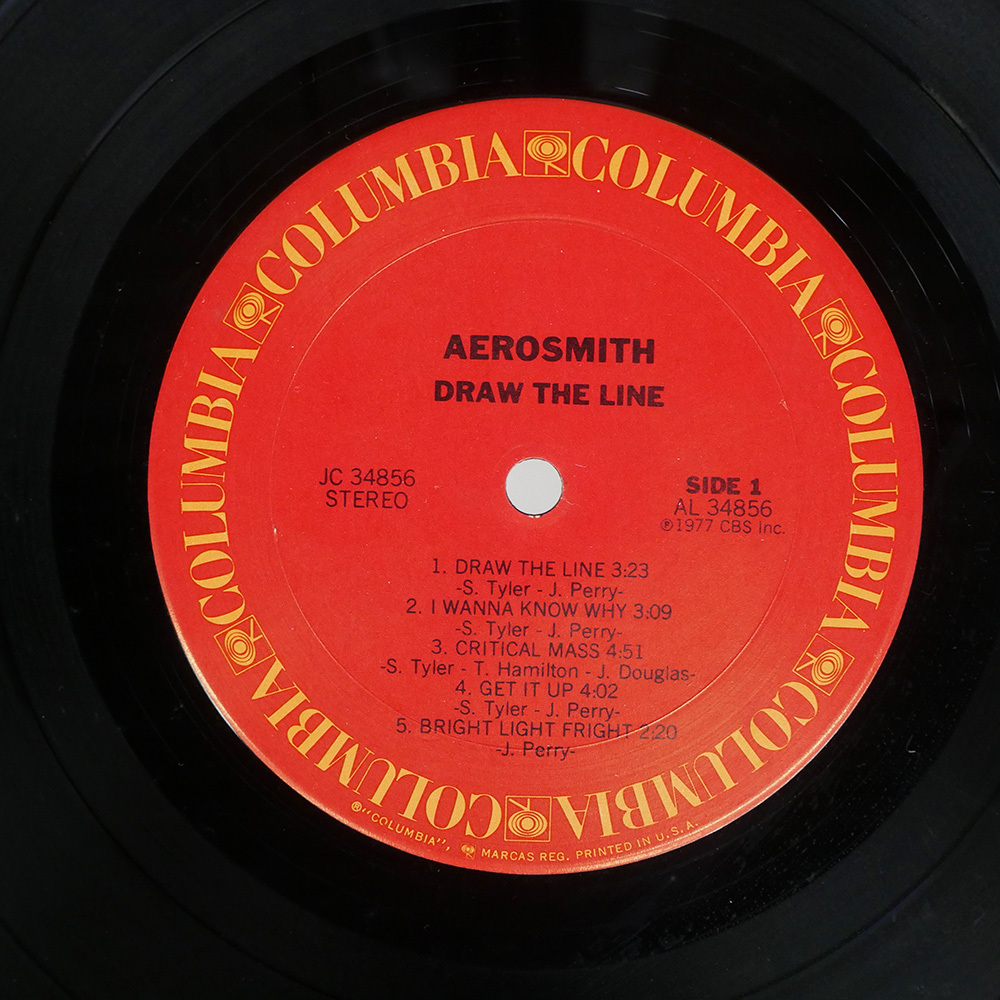 COLUMBIA COLUMBIA COLUMBIA COLUMBIA COLUMBIA COLUMBIA
AEROSMITH
DRAW THE LINE
JC 34856
STEREO
SIDE 1
AL 34856
℗1977 CBS Inc.
1. DRAW THE LINE 3:23
-S. Tyler - J. Perry-
2. I WANNA KNOW WHY 3:09
-S. Tyler - J. Perry-
3. CRITICAL MASS 4:51
-S. Tyler - T. Hamilton - J. Douglas-
4. GET IT UP 4:02
-S. Tyler - J. Perry-
5. BRIGHT LIGHT FRIGHT 2:20
-J. Perry-
®"COLUMBIA", MARCAS REG. PRINTED IN U.S.A.